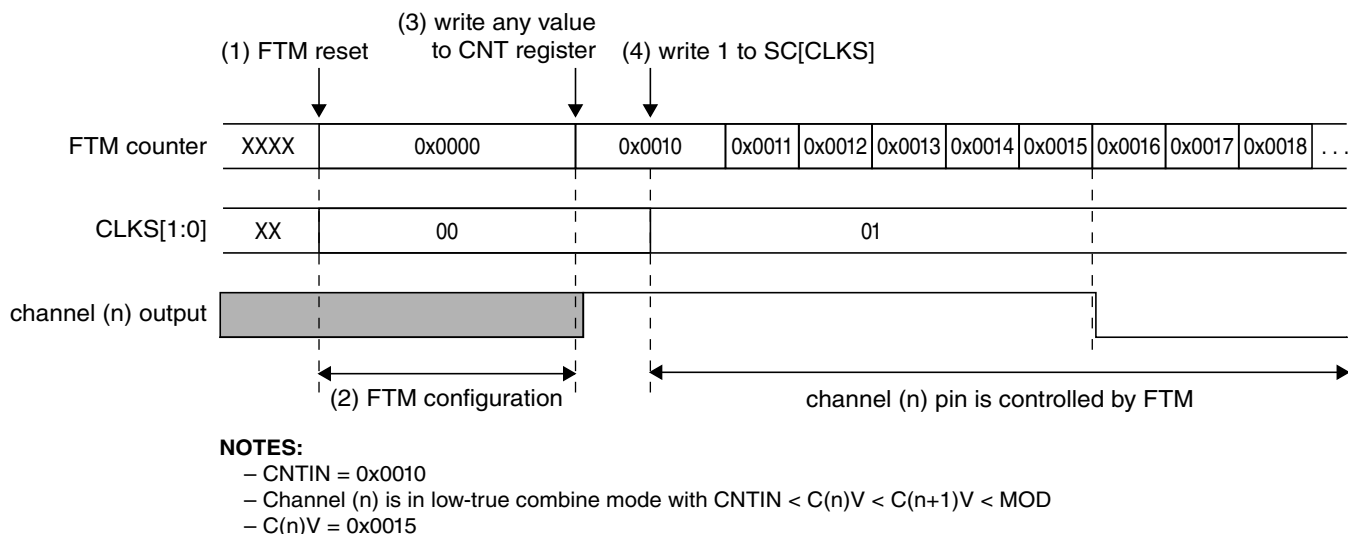 (3) write any value
(1) FTM reset to CNT register (4) write 1 to SC[CLKS]
FTM counter XXXX 0x0000 0x0010 0x0011 0x0012 0x0013 0x0014 0x0015 0x0016 0x0017 0x0018 . . .
CLKS[1:0] XX 00 01
channel (n) output
(2) FTM configuration channel (n) pin is controlled by FTM
NOTES:
– CNTIN = 0x0010
– Channel (n) is in low-true combine mode with CNTIN < C(n)V < C(n+1)V < MOD
– C(n)V = 0x0015